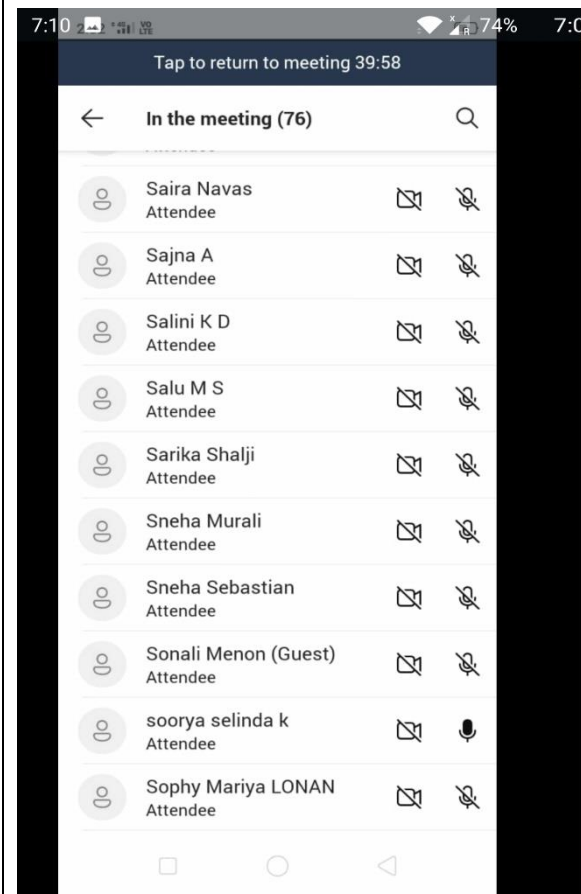 7:10
74%
7:0
Tap to return to meeting 39:58
In the meeting (76)
Saira Navas
Attendee
Sajna A
Attendee
Salini K D
Attendee
Salu M S
Attendee
Sarika Shalji
Attendee
Sneha Murali
Attendee
Sneha Sebastian
Attendee
Sonali Menon (Guest)
Attendee
soorya selinda k
Attendee
Sophy Mariya LONAN
Attendee